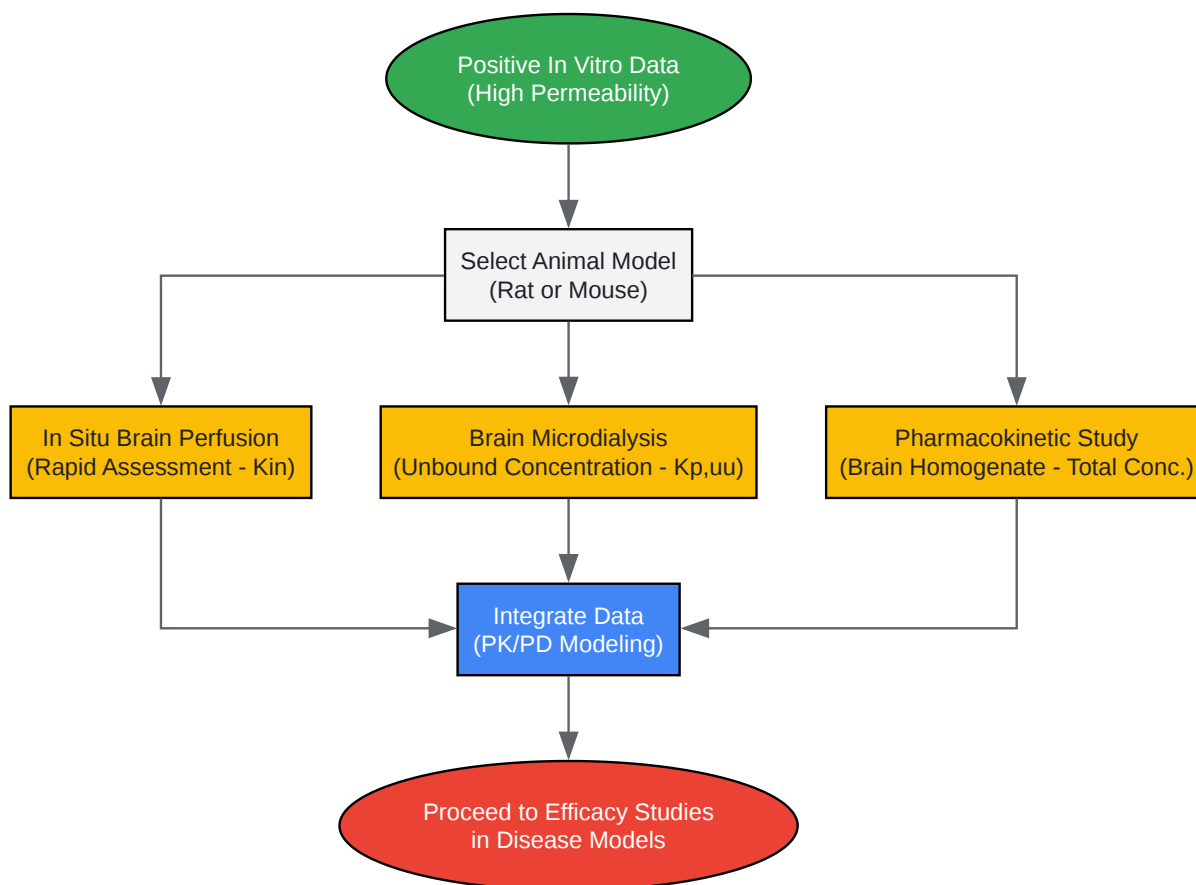 Positive In Vitro Data
(High Permeability)
Select Animal Model
(Rat or Mouse)
In Situ Brain Perfusion
(Rapid Assessment - Kin)
Brain Microdialysis
(Unbound Concentration - Kp,uu)
Pharmacokinetic Study
(Brain Homogenate - Total Conc.)
Integrate Data
(PK/PD Modeling)
Proceed to Efficacy Studies
in Disease Models